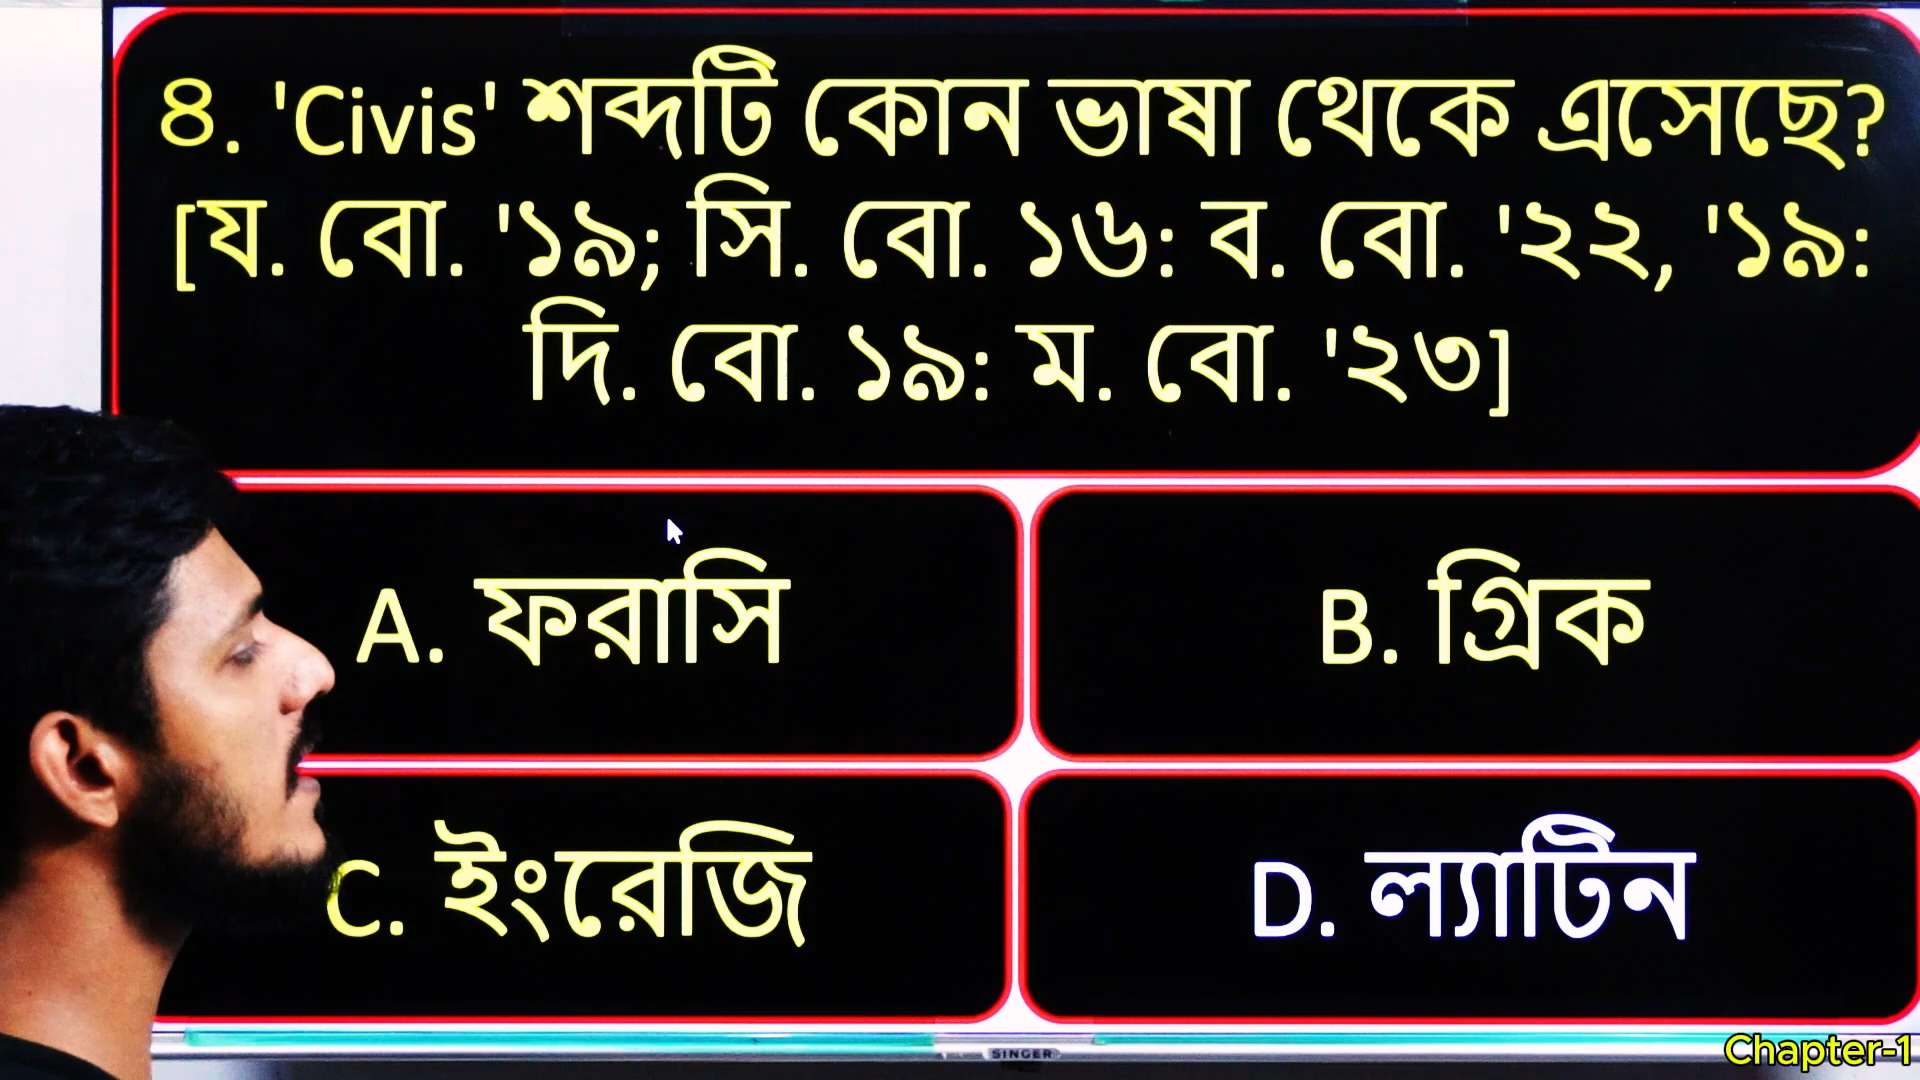 ৪. 'Civis' শব্দটি কোন ভাষা থেকে এসেছে?
[য. বো. '১৯; সি. বো. ১৬: ব. বো. '২২, '১৯:
দি. বো. ১৯: ম. বো. '২৩]
A. ফরাসি
B. গ্রিক
C. ইংরেজি
D. ল্যাটিন
SINGER
Chapter-1